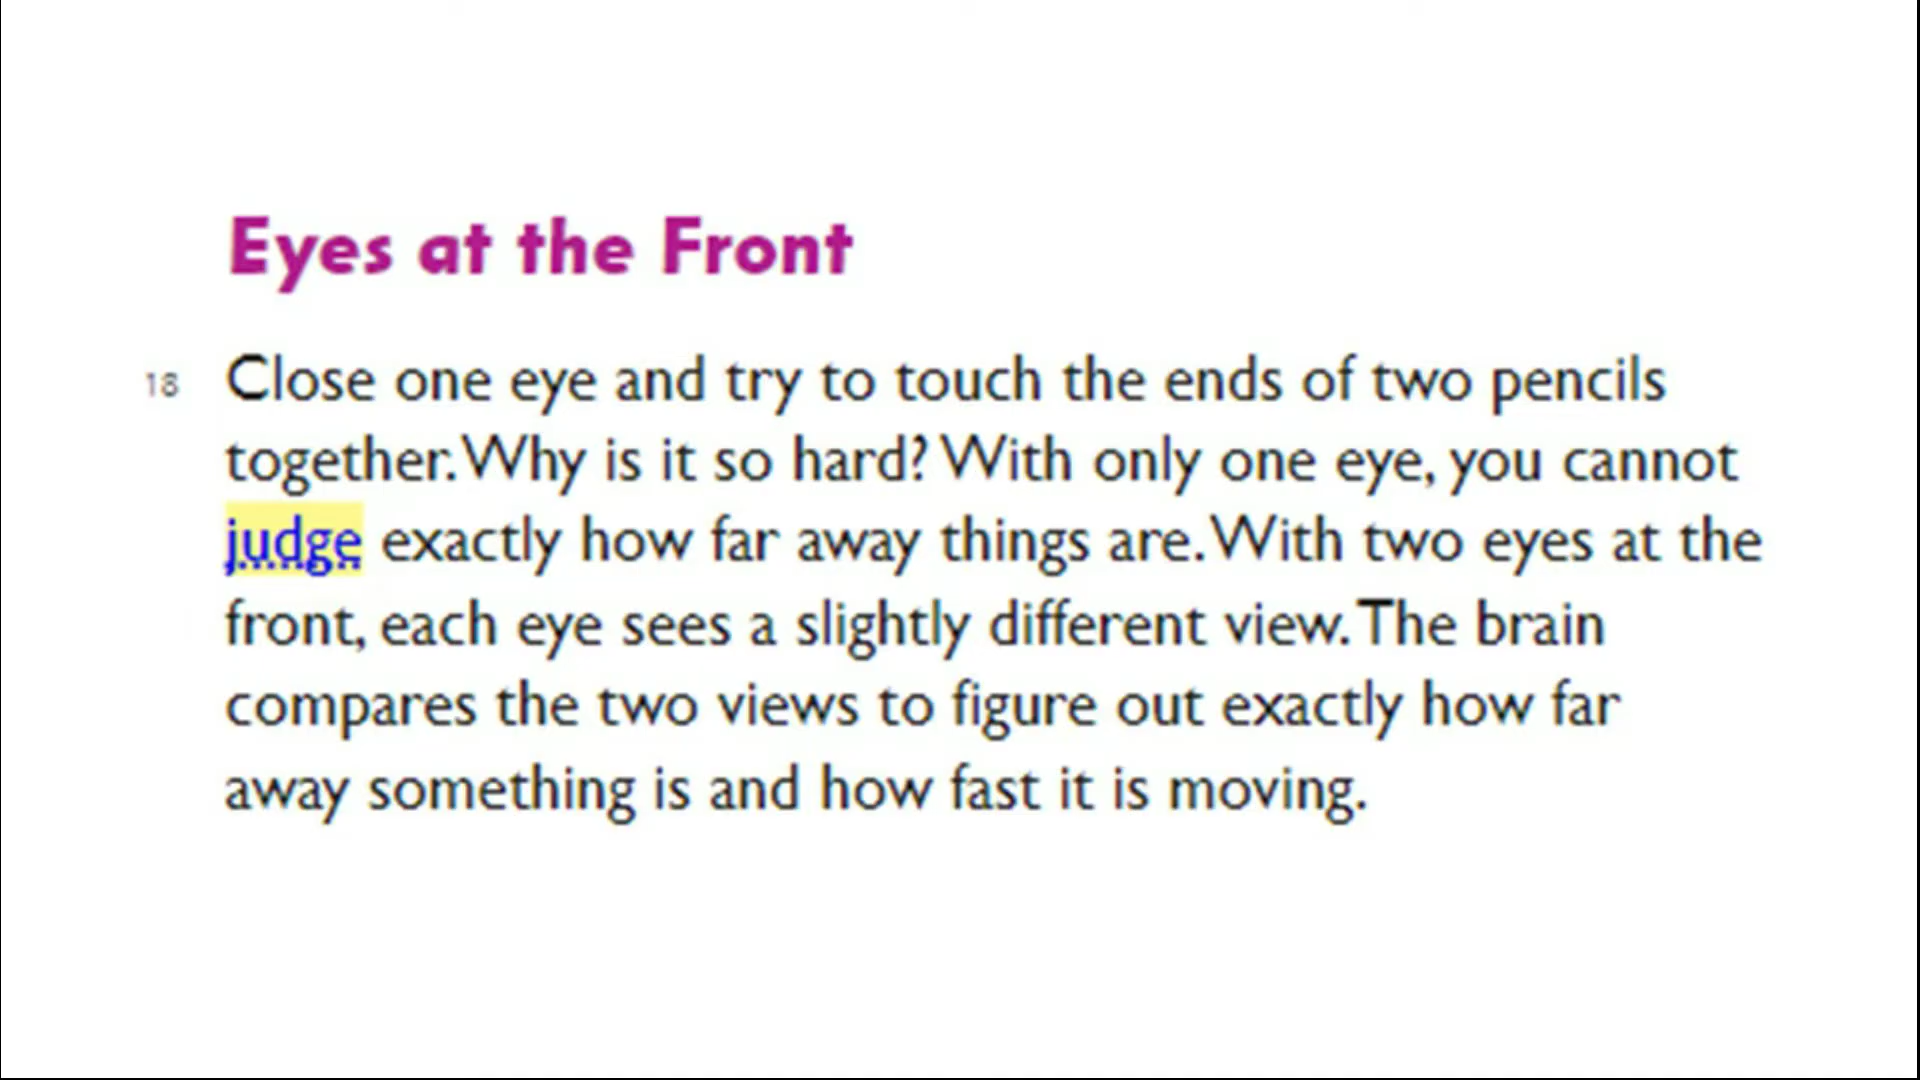 Eyes at the Front
18 Close one eye and try to touch the ends of two pencils
together. Why is it so hard? With only one eye, you cannot
judge exactly how far away things are. With two eyes at the
front, each eye sees a slightly different view. The brain
compares the two views to figure out exactly how far
away something is and how fast it is moving.